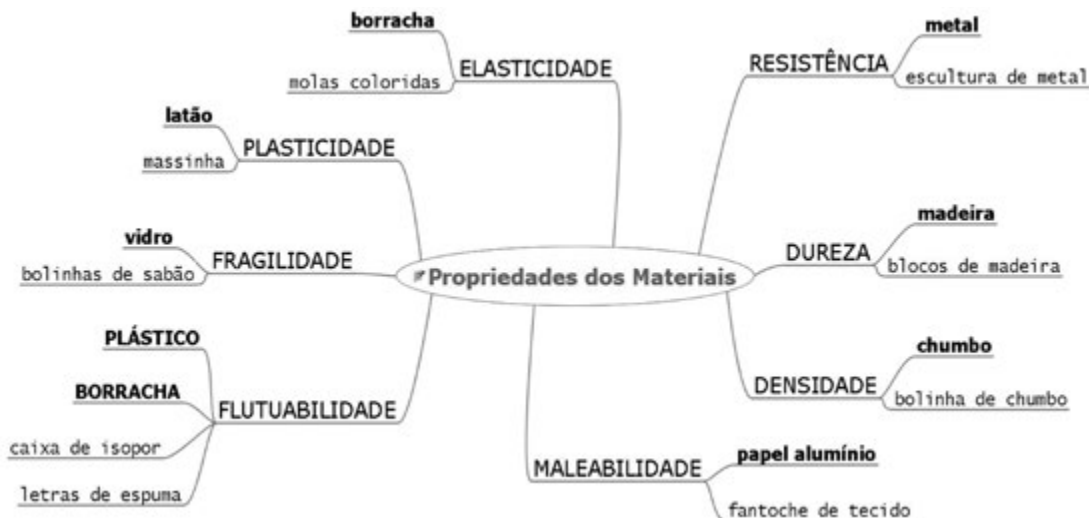 borracha
ELASTICIDADE
molas coloridas
metal
RESISTÊNCIA
escultura de metal
latão
PLASTICIDADE
massinha
vidro
FRAGILIDADE
bolinhas de sabão
Propriedades dos Materiais
madeira
DUREZA
blocos de madeira
PLÁSTICO
BORRACHA
FLUTUABILIDADE
caixa de isopor
letras de espuma
chumbo
DENSIDADE
bolinha de chumbo
papel alumínio
MALEABILIDADE
fantoche de tecido